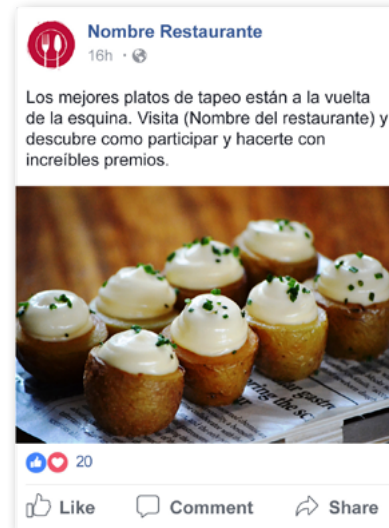 Nombre Restaurante
16h
Los mejores platos de tapeo están a la vuelta
de la esquina. Visita (Nombre del restaurante) y
descubre como participar y hacerte con
increíbles premios.
20
Like Comment Share